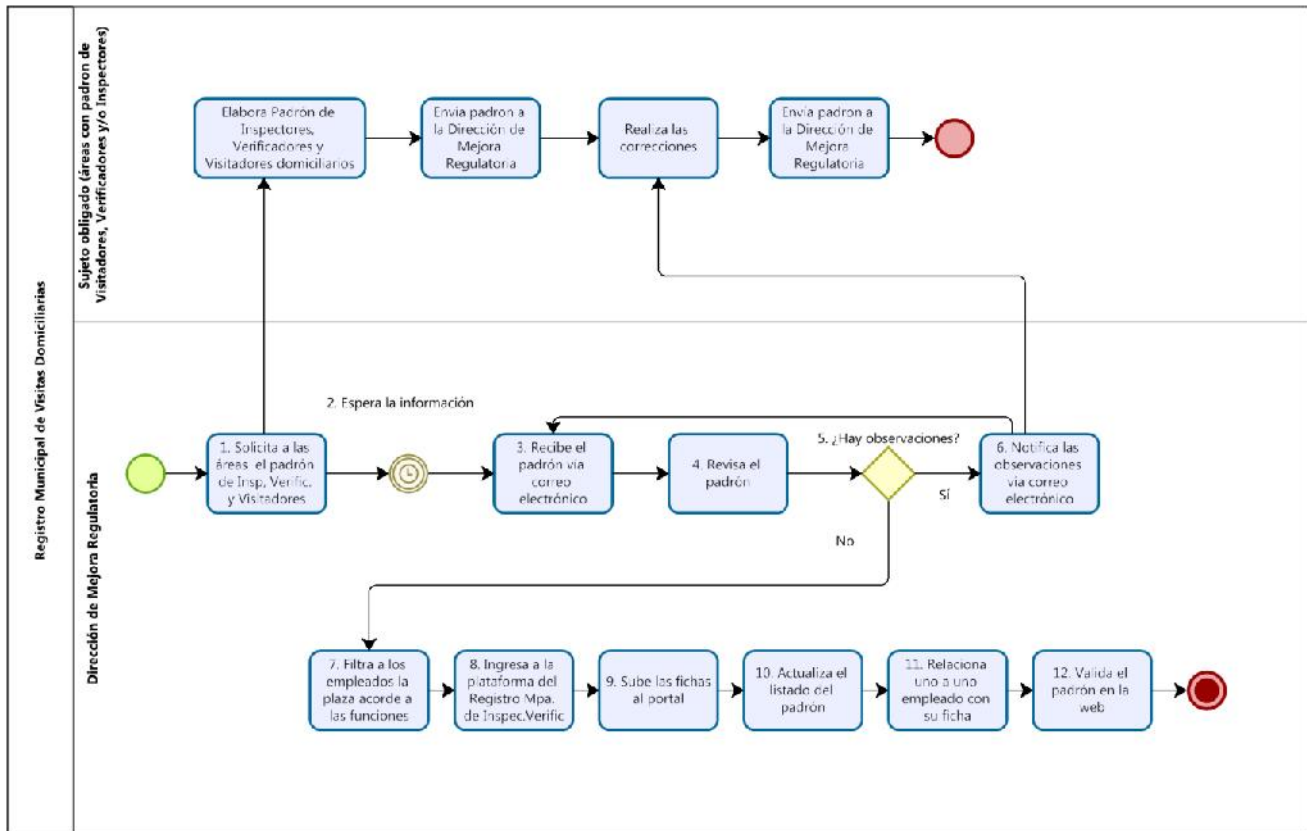 Registro Municipal de Visitas Domiciliarias
Sujeto obligado (áreas con padron de
Visitadores, Verificadores y/o Inspectores)
Elabora Padrón de
Inspectores,
Verificadores y
Visitadores domiciliarios
Envia padron a
la Dirección de
Mejora
Regulatoria
Realiza las
correcciones
Envia padron a
la Dirección de
Mejora
Regulatoria
Dirección de Mejora Regulatoria
2. Espera la información
1. Solicita a las
áreas el padrón
de Insp. Verific.
y Visitadores
3. Recibe el
padrón via
correo
electrónico
4. Revisa el
padrón
5. ¿Hay observaciones?
Sí
No
6. Notifica las
observaciones
via correo
electrónico
7. Filtra a los
empleados la
plaza acorde a
las funciones
8. Ingresa a la
plataforma del
Registro Mpa.
de Inspec.Verific
9. Sube las fichas
al portal
10. Actualiza el
listado del
padrón
11. Relaciona
uno a uno
empleado con
su ficha
12. Valida el
padrón en la
web